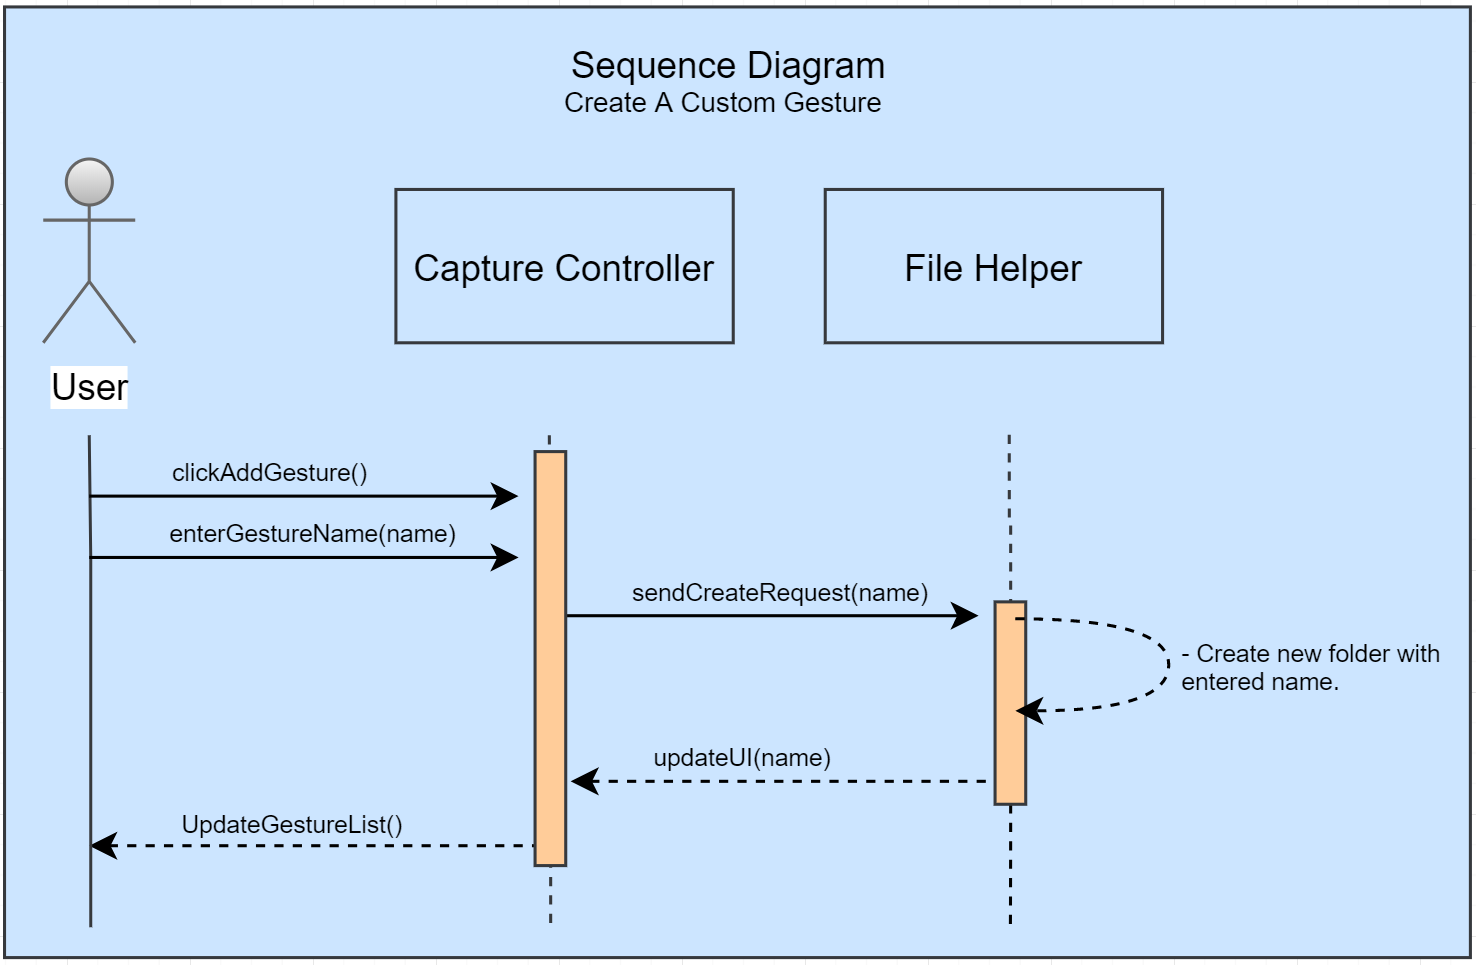 Sequence Diagram
Create A Custom Gesture
Capture Controller
File Helper
User
clickAddGesture()
enterGestureName(name)
sendCreateRequest(name)
- Create new folder with
entered name.
updateUI(name)
UpdateGestureList()